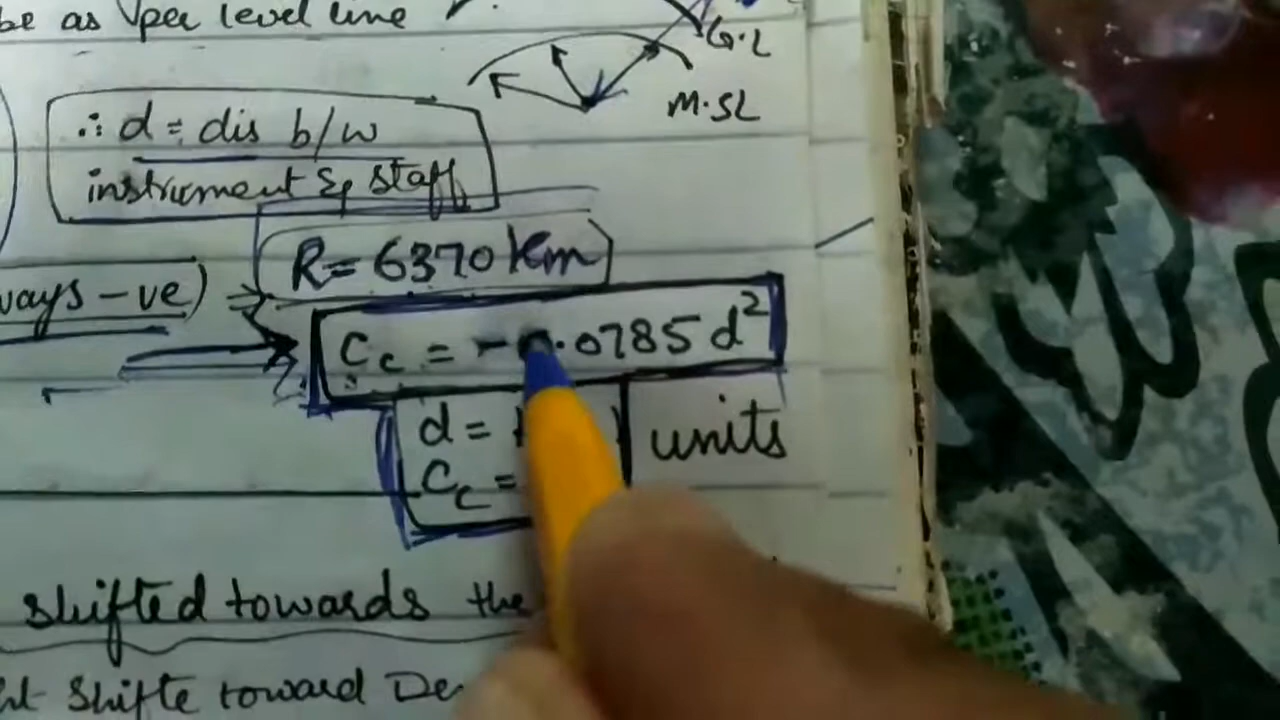 be as per level line
G.L
M.SL
∴ d = dis b/w
instrument & staff
R = 6370 km
ways -ve) ⇒
Cc = -0.0785 d²
d =
Cc =
units
shifted towards the
shifte toward De